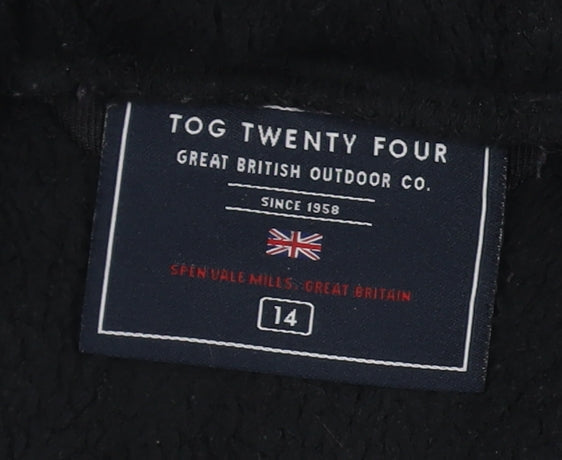 TOG TWENTY FOUR
GREAT BRITISH OUTDOOR CO.
SINCE 1958
SPEN VALE MILLS, GREAT BRITAIN
14